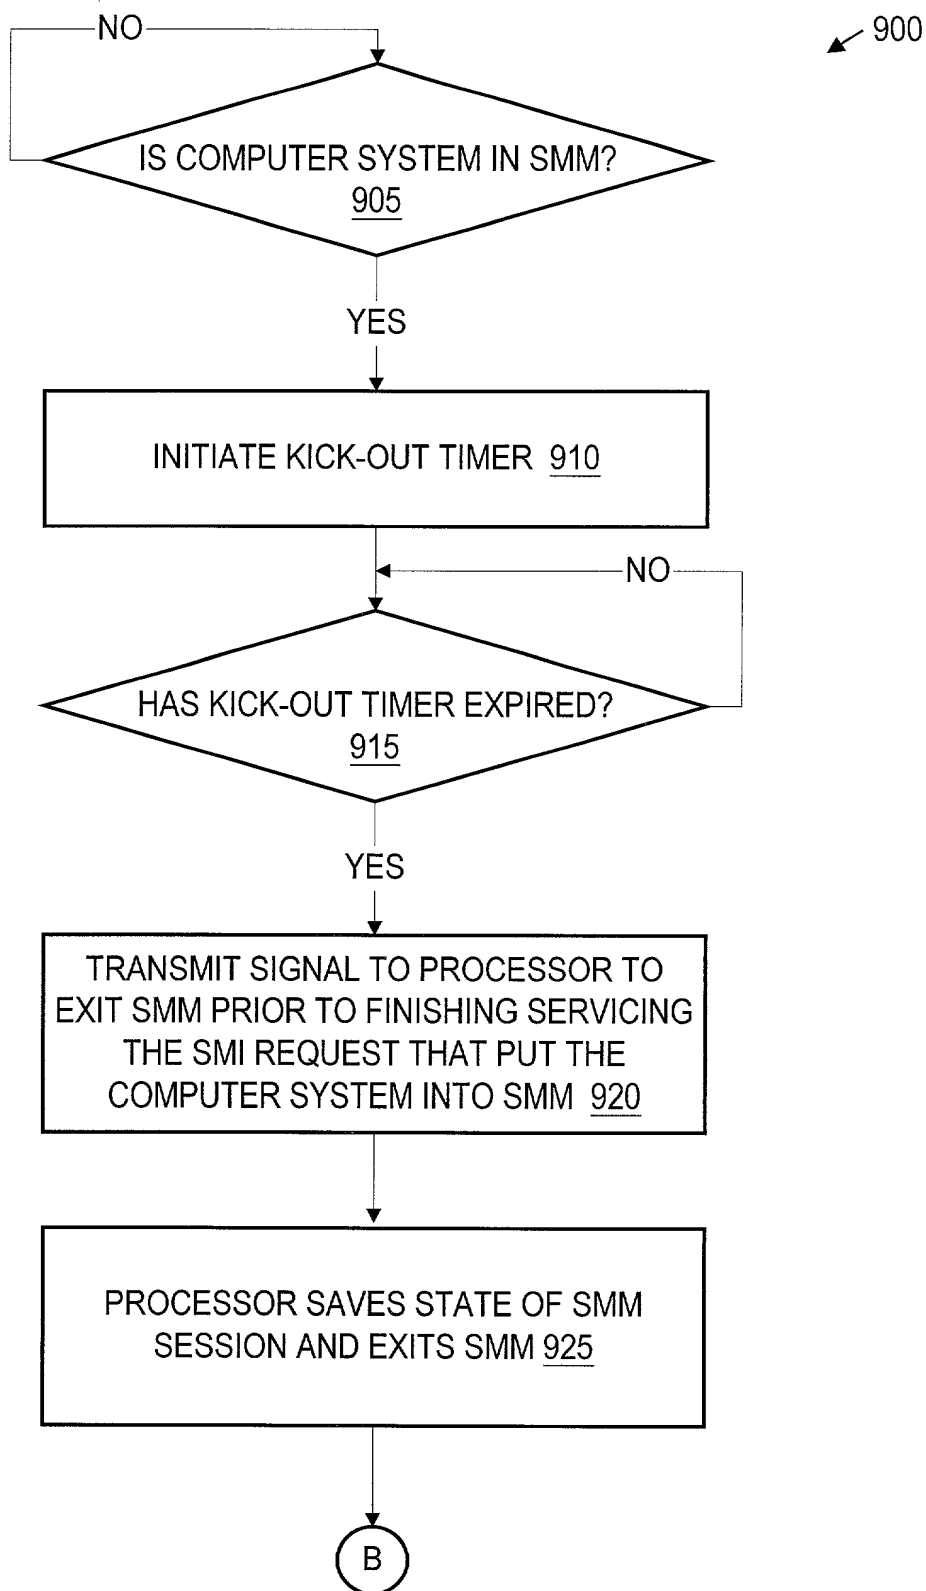 NO
900
IS COMPUTER SYSTEM IN SMM?
905
YES
INITIATE KICK-OUT TIMER 910
NO
HAS KICK-OUT TIMER EXPIRED?
915
YES
TRANSMIT SIGNAL TO PROCESSOR TO
EXIT SMM PRIOR TO FINISHING SERVICING
THE SMI REQUEST THAT PUT THE
COMPUTER SYSTEM INTO SMM 920
PROCESSOR SAVES STATE OF SMM
SESSION AND EXITS SMM 925
B